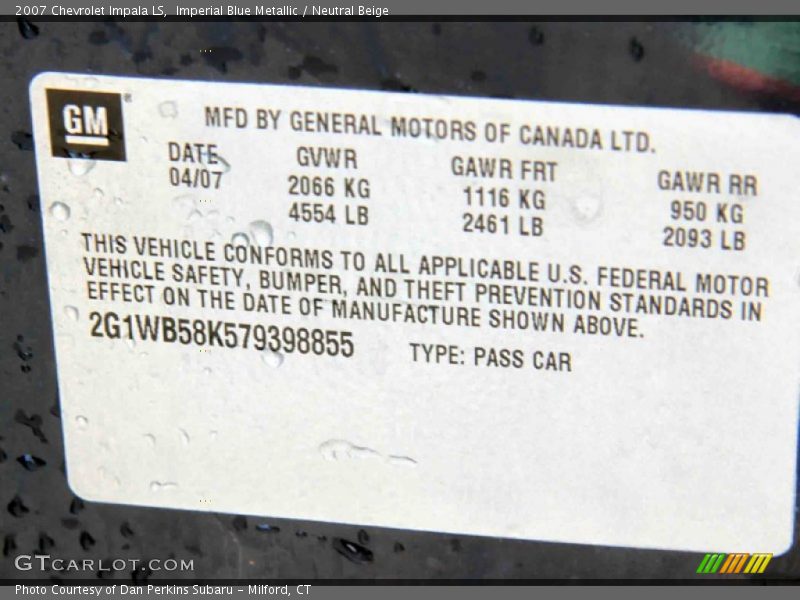 2007 Chevrolet Impala LS,  Imperial Blue Metallic / Neutral Beige
GM
MFD BY GENERAL MOTORS OF CANADA LTD.
DATE GVWR GAWR FRT GAWR RR
04/07 2066 KG 1116 KG 950 KG
4554 LB 2461 LB 2093 LB
THIS VEHICLE CONFORMS TO ALL APPLICABLE U.S. FEDERAL MOTOR
VEHICLE SAFETY, BUMPER, AND THEFT PREVENTION STANDARDS IN
EFFECT ON THE DATE OF MANUFACTURE SHOWN ABOVE.
2G1WB58K579398855 TYPE: PASS CAR
GTCARLOT.COM
Photo Courtesy of Dan Perkins Subaru - Milford, CT